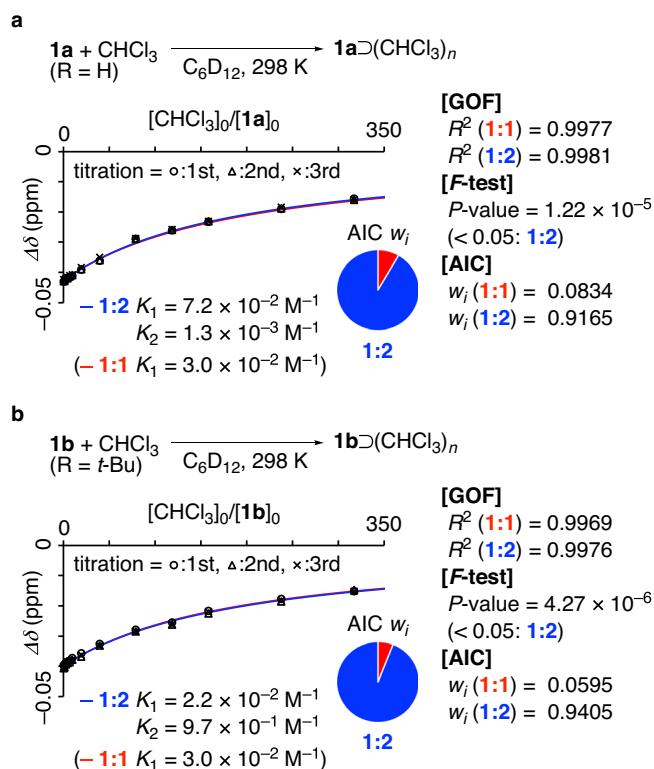 a
1a + CHCl3 → 1a⊃(CHCl3)n
(R = H)
C6D12, 298 K
[CHCl3]0/[1a]0
0 350
0
titration = ○:1st, ▵:2nd, ×:3rd
Δδ (ppm)
−0.05
AIC wi
1:2
– 1:2 K1 = 7.2 × 10−2 M−1
K2 = 1.3 × 10−3 M−1
(– 1:1 K1 = 3.0 × 10−2 M−1)
[GOF]
R2 (1:1) = 0.9977
R2 (1:2) = 0.9981
[F-test]
P-value = 1.22 × 10−5
(< 0.05: 1:2)
[AIC]
wi (1:1) = 0.0834
wi (1:2) = 0.9165
b
1b + CHCl3 → 1b⊃(CHCl3)n
(R = t-Bu)
C6D12, 298 K
[CHCl3]0/[1b]0
0 350
0
titration = ○:1st, ▵:2nd, ×:3rd
Δδ (ppm)
−0.05
AIC wi
1:2
– 1:2 K1 = 2.2 × 10−2 M−1
K2 = 9.7 × 10−1 M−1
(– 1:1 K1 = 3.0 × 10−2 M−1)
[GOF]
R2 (1:1) = 0.9969
R2 (1:2) = 0.9976
[F-test]
P-value = 4.27 × 10−6
(< 0.05: 1:2)
[AIC]
wi (1:1) = 0.0595
wi (1:2) = 0.9405